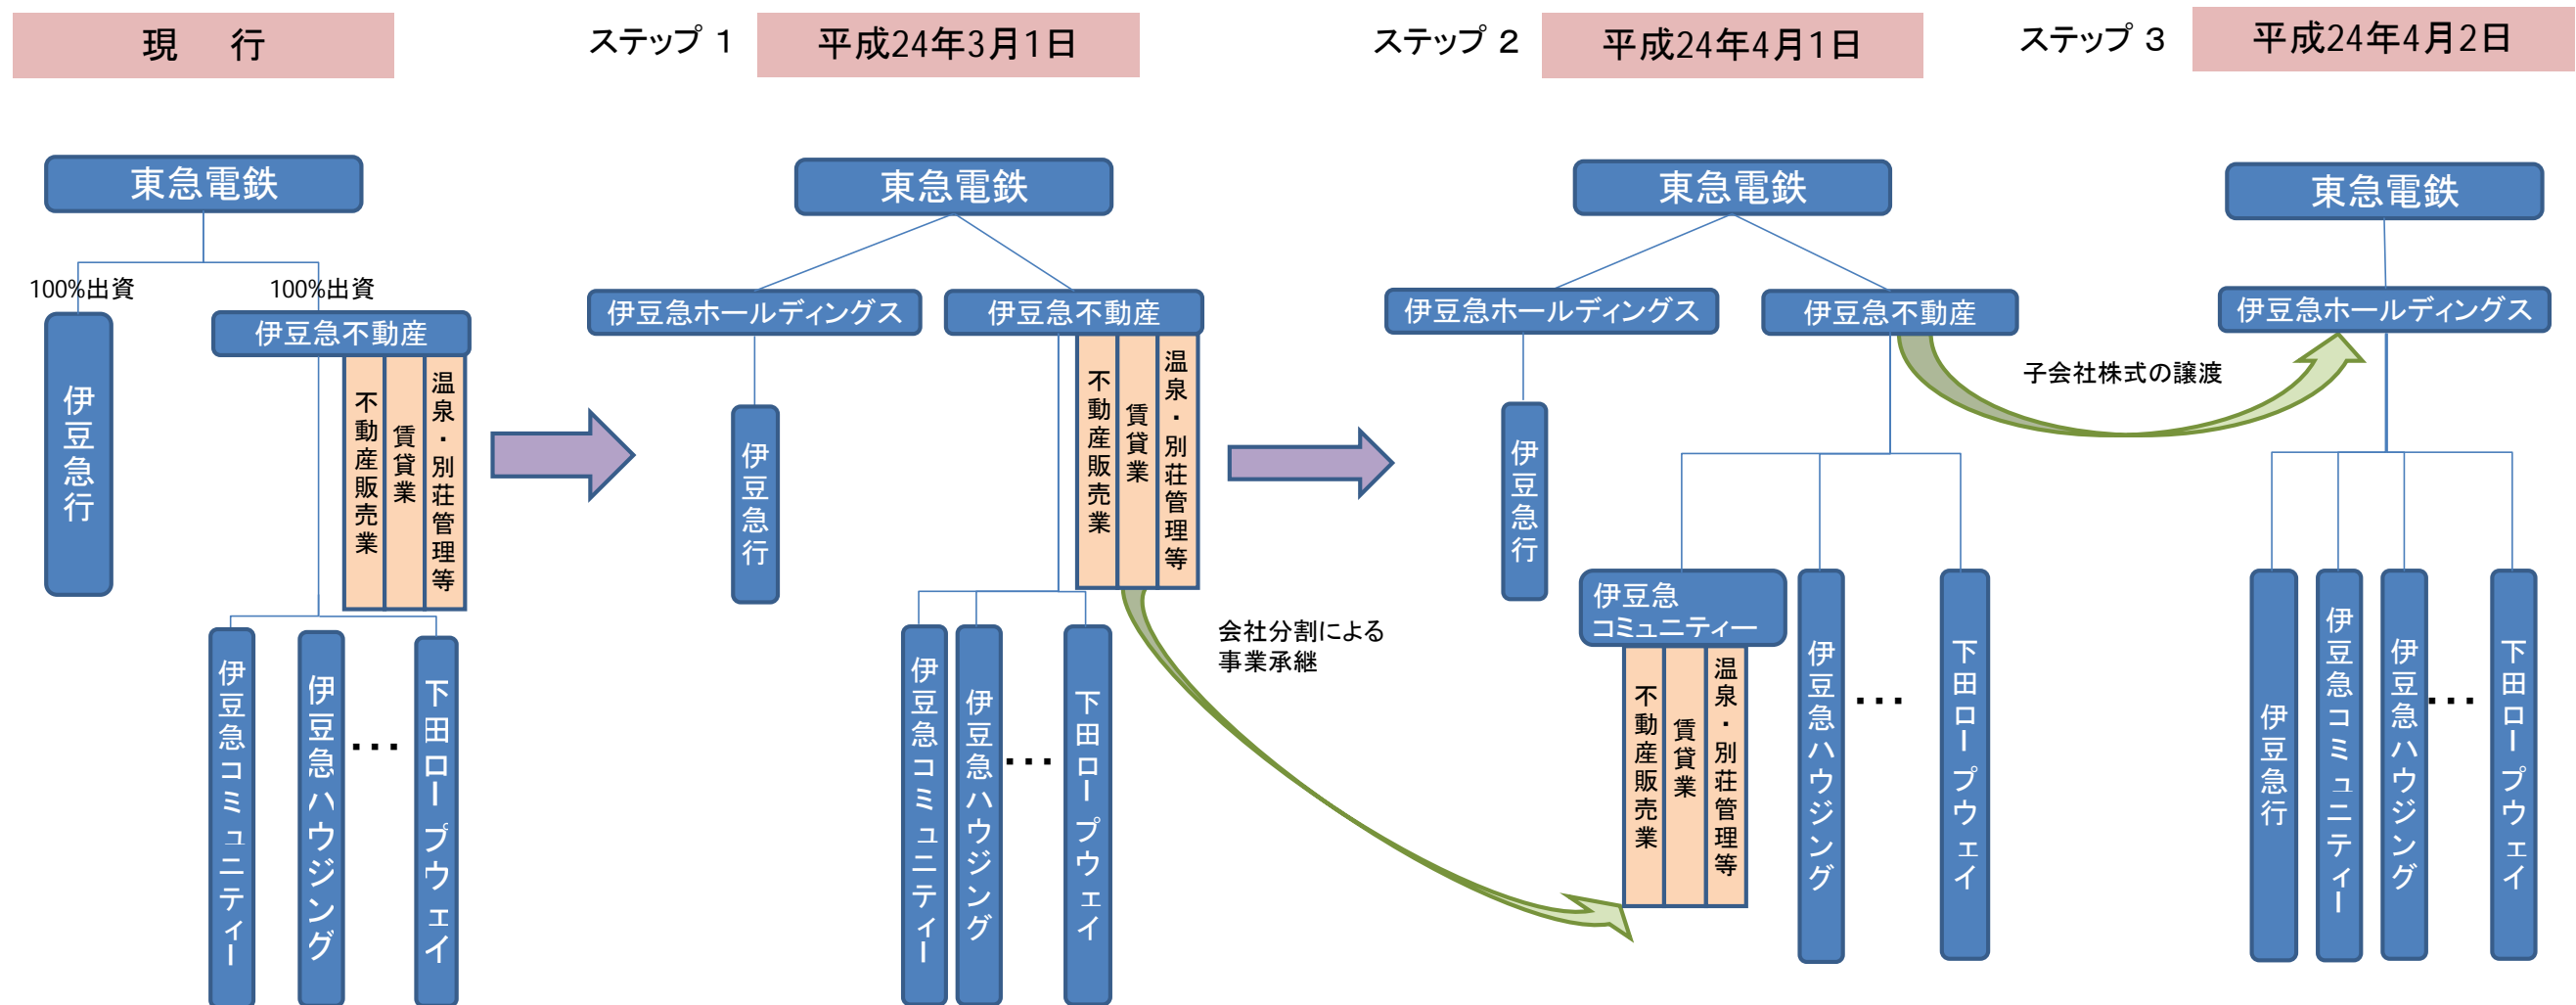 現　行
ステップ 1
平成24年3月1日
ステップ 2
平成24年4月1日
ステップ 3
平成24年4月2日
東急電鉄
100%出資
100%出資
伊豆急行
伊豆急不動産
不動産販売業
賃貸業
温泉・別荘管理等
伊豆急コミュニティー
伊豆急ハウジング
・・・
下田ロープウェイ
東急電鉄
伊豆急ホールディングス
伊豆急不動産
伊豆急行
不動産販売業
賃貸業
温泉・別荘管理等
伊豆急コミュニティー
伊豆急ハウジング
・・・
下田ロープウェイ
会社分割による
事業承継
東急電鉄
伊豆急ホールディングス
伊豆急不動産
伊豆急行
伊豆急
コミュニティー
不動産販売業
賃貸業
温泉・別荘管理等
伊豆急ハウジング
・・・
下田ロープウェイ
子会社株式の譲渡
東急電鉄
伊豆急ホールディングス
伊豆急行
伊豆急コミュニティー
伊豆急ハウジング
・・・
下田ロープウェイ